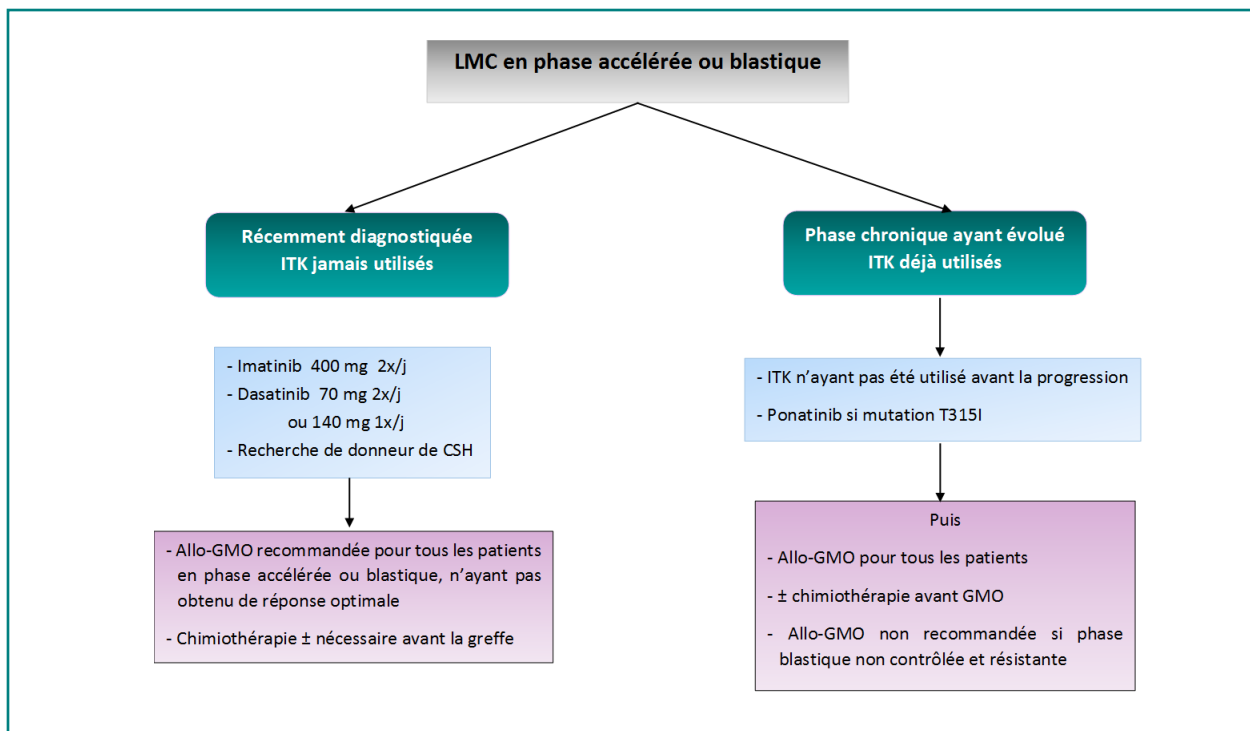 LMC en phase accélérée ou blastique
Récemment diagnostiquée
ITK jamais utilisés
- Imatinib 400 mg 2x/j
- Dasatinib 70 mg 2x/j
ou 140 mg 1x/j
- Recherche de donneur de CSH
- Allo-GMO recommandée pour tous les patients
en phase accélérée ou blastique, n’ayant pas
obtenu de réponse optimale
- Chimiothérapie ± nécessaire avant la greffe
Phase chronique ayant évolué
ITK déjà utilisés
- ITK n’ayant pas été utilisé avant la progression
- Ponatinib si mutation T315I
Puis
- Allo-GMO pour tous les patients
- ± chimiothérapie avant GMO
- Allo-GMO non recommandée si phase
blastique non contrôlée et résistante